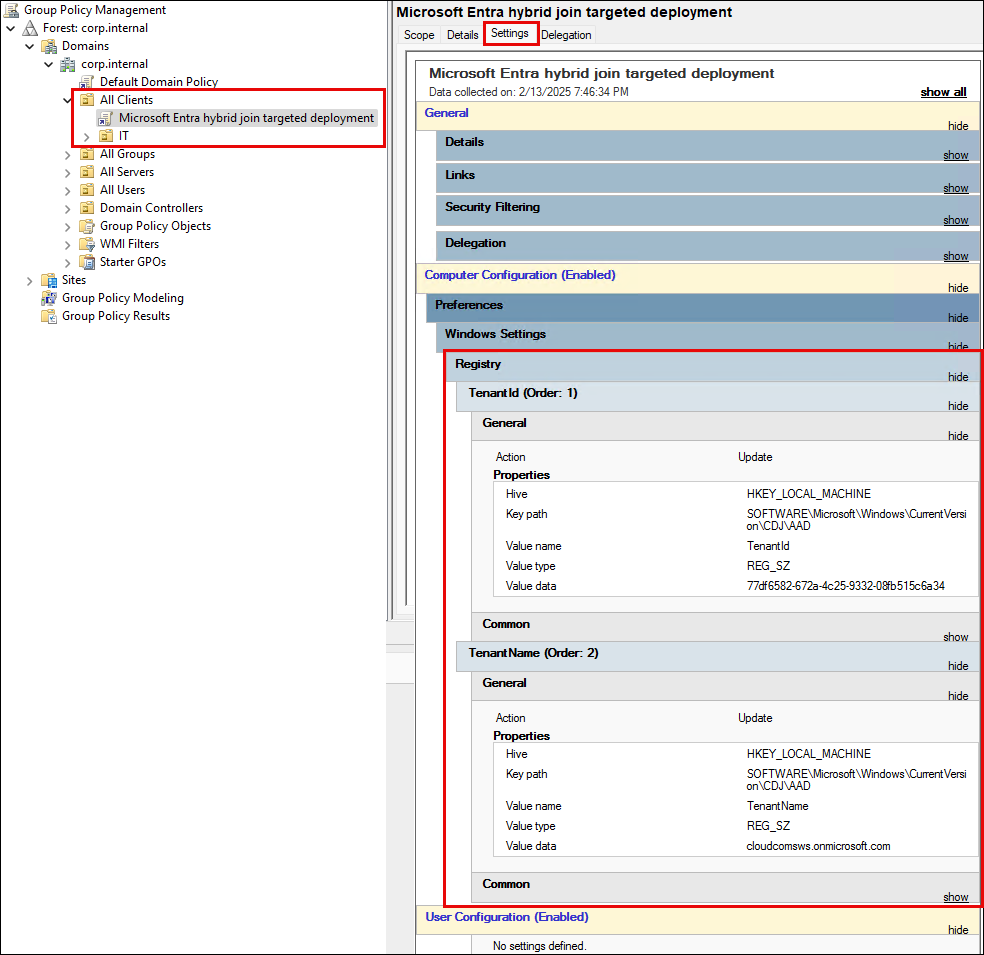 Group Policy Management
Forest: corp.internal
Domains
corp.internal
Default Domain Policy
All Clients
Microsoft Entra hybrid join targeted deployment
IT
All Groups
All Servers
All Users
Domain Controllers
Group Policy Objects
WMI Filters
Starter GPOs
Sites
Group Policy Modeling
Group Policy Results
Microsoft Entra hybrid join targeted deployment
Scope Details Settings Delegation
Microsoft Entra hybrid join targeted deployment
Data collected on: 2/13/2025 7:46:34 PM show all
General
hide
Details
show
Links
show
Security Filtering
show
Delegation
show
Computer Configuration (Enabled)
hide
Preferences
hide
Windows Settings
hide
Registry
hide
TenantId (Order: 1)
hide
General
hide
Action Update
Properties
Hive HKEY_LOCAL_MACHINE
Key path SOFTWARE\Microsoft\Windows\CurrentVersi
on\CDJ\AAD
Value name TenantId
Value type REG_SZ
Value data 77df6582-672a-4c25-9332-08fb515c6a34
Common
show
TenantName (Order: 2)
hide
General
hide
Action Update
Properties
Hive HKEY_LOCAL_MACHINE
Key path SOFTWARE\Microsoft\Windows\CurrentVersi
on\CDJ\AAD
Value name TenantName
Value type REG_SZ
Value data cloudcomsws.onmicrosoft.com
Common
show
User Configuration (Enabled)
hide
No settings defined.